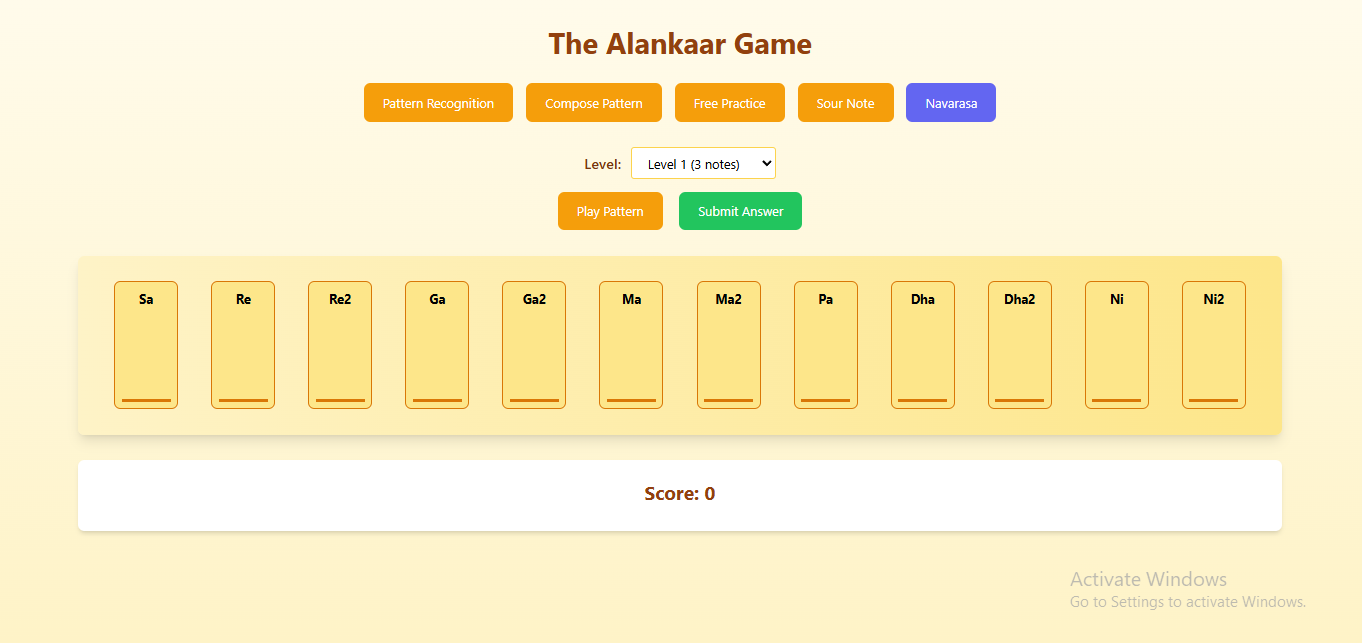 The Alankaar Game
Pattern Recognition Compose Pattern Free Practice Sour Note Navarasa
Level: Level 1 (3 notes)
Play Pattern Submit Answer
Sa Re Re2 Ga Ga2 Ma Ma2 Pa Dha Dha2 Ni Ni2
Score: 0
Activate Windows
Go to Settings to activate Windows.